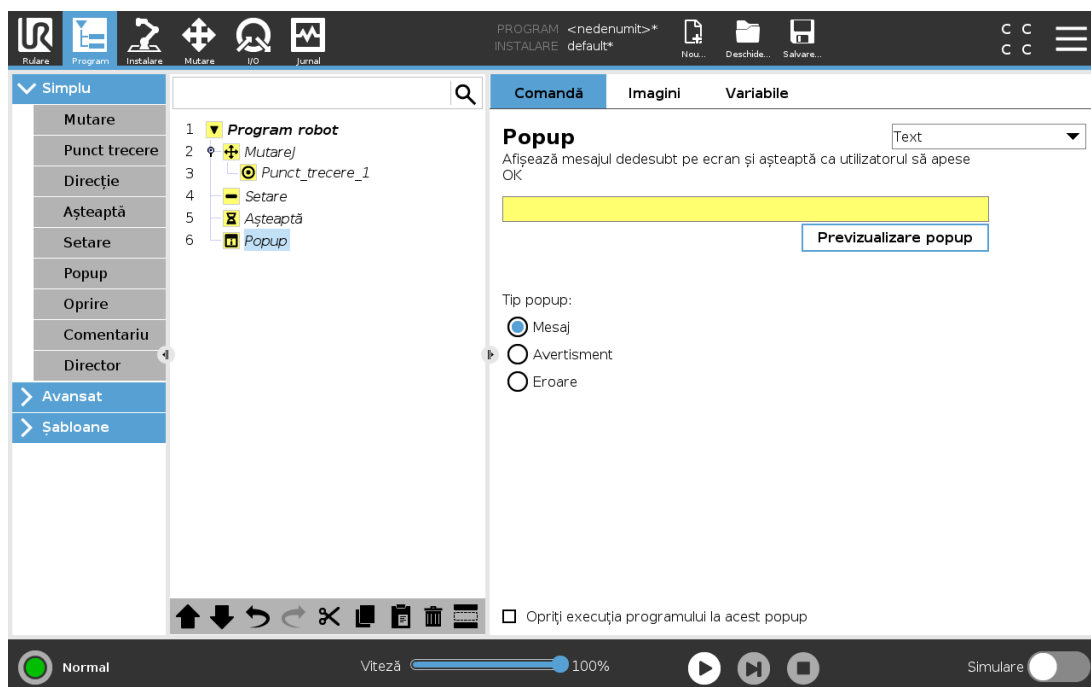 PROGRAM <nedenumit>*
INSTALARE default*
C C
C C
Rulare Program Instalare Mutare I/O Jurnal Nou... Deschide... Salvare...
Simplu
Mutare
Punct trecere
Direcție
Așteaptă
Setare
Popup
Oprire
Comentariu
Director
Avansat
Șabloane
1 Program robot
2 MutareJ
3 Punct_trecere_1
4 Setare
5 Așteaptă
6 Popup
Comandă Imagini Variabile
Popup
Text
Afișează mesajul dedesubt pe ecran și așteaptă ca utilizatorul să apese
OK
Previzualizare popup
Tip popup:
Mesaj
Avertisment
Eroare
Opriți execuția programului la acest popup
Normal
Viteză 100%
Simulare